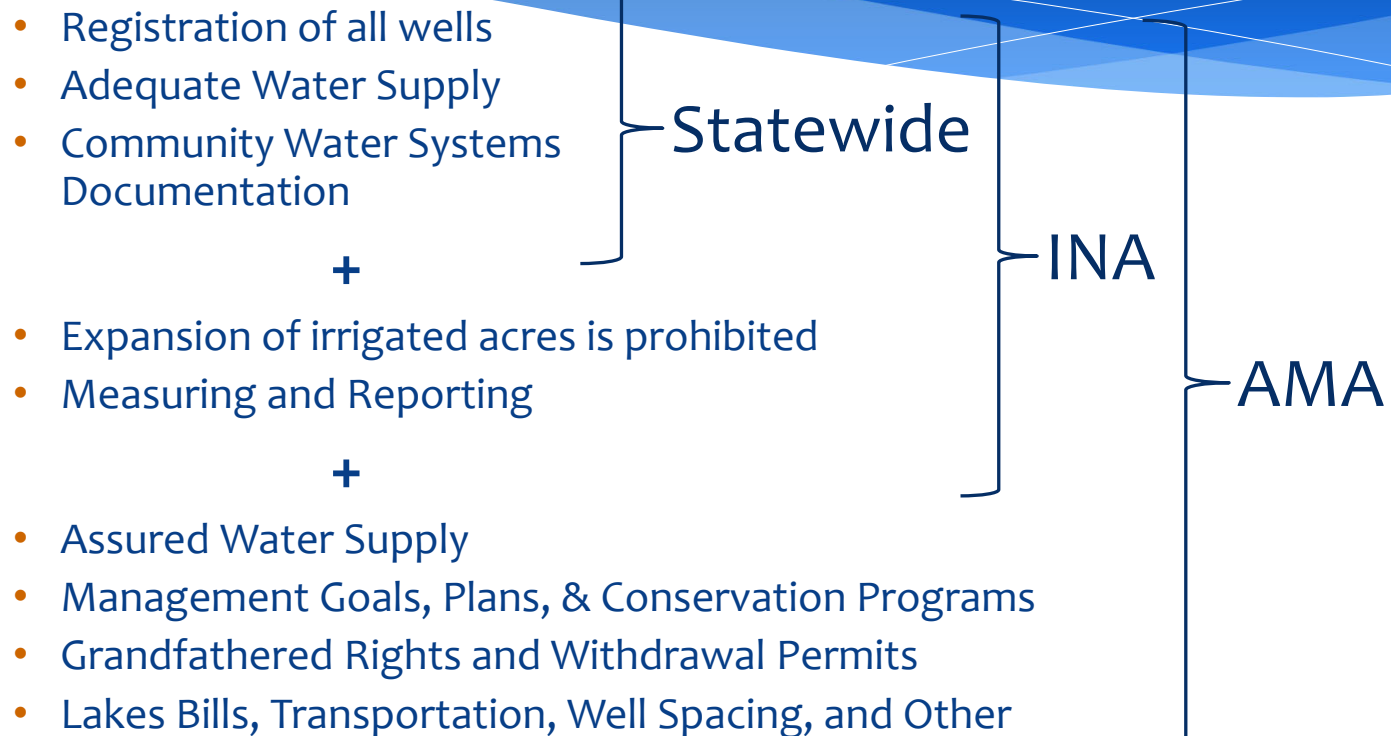 • Registration of all wells
• Adequate Water Supply
• Community Water Systems
Documentation
Statewide
+
INA
• Expansion of irrigated acres is prohibited
• Measuring and Reporting
AMA
+
• Assured Water Supply
• Management Goals, Plans, & Conservation Programs
• Grandfathered Rights and Withdrawal Permits
• Lakes Bills, Transportation, Well Spacing, and Other